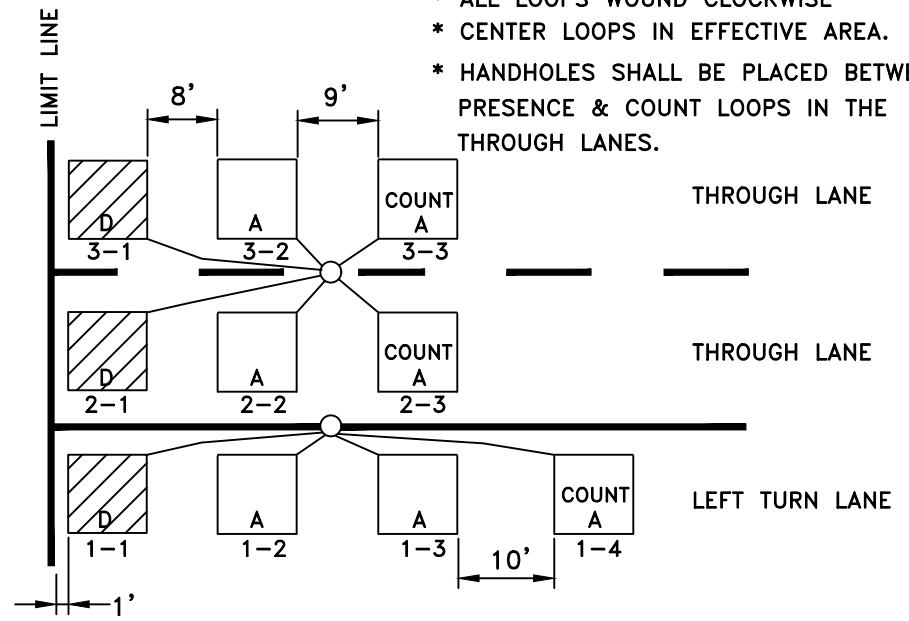 * ALL LOOPS WOUND CLOCKWISE
* CENTER LOOPS IN EFFECTIVE AREA.
* HANDHOLES SHALL BE PLACED
PRESENCE & COUNT LOOPS IN THE
THROUGH LANES.
LIMIT LINE
8'
9'
D
3-1
A
3-2
COUNT
A
3-3
THROUGH LANE
D
2-1
A
2-2
COUNT
A
2-3
THROUGH LANE
D
1-1
A
1-2
A
1-3
COUNT
A
1-4
LEFT TURN LANE
10'
1'